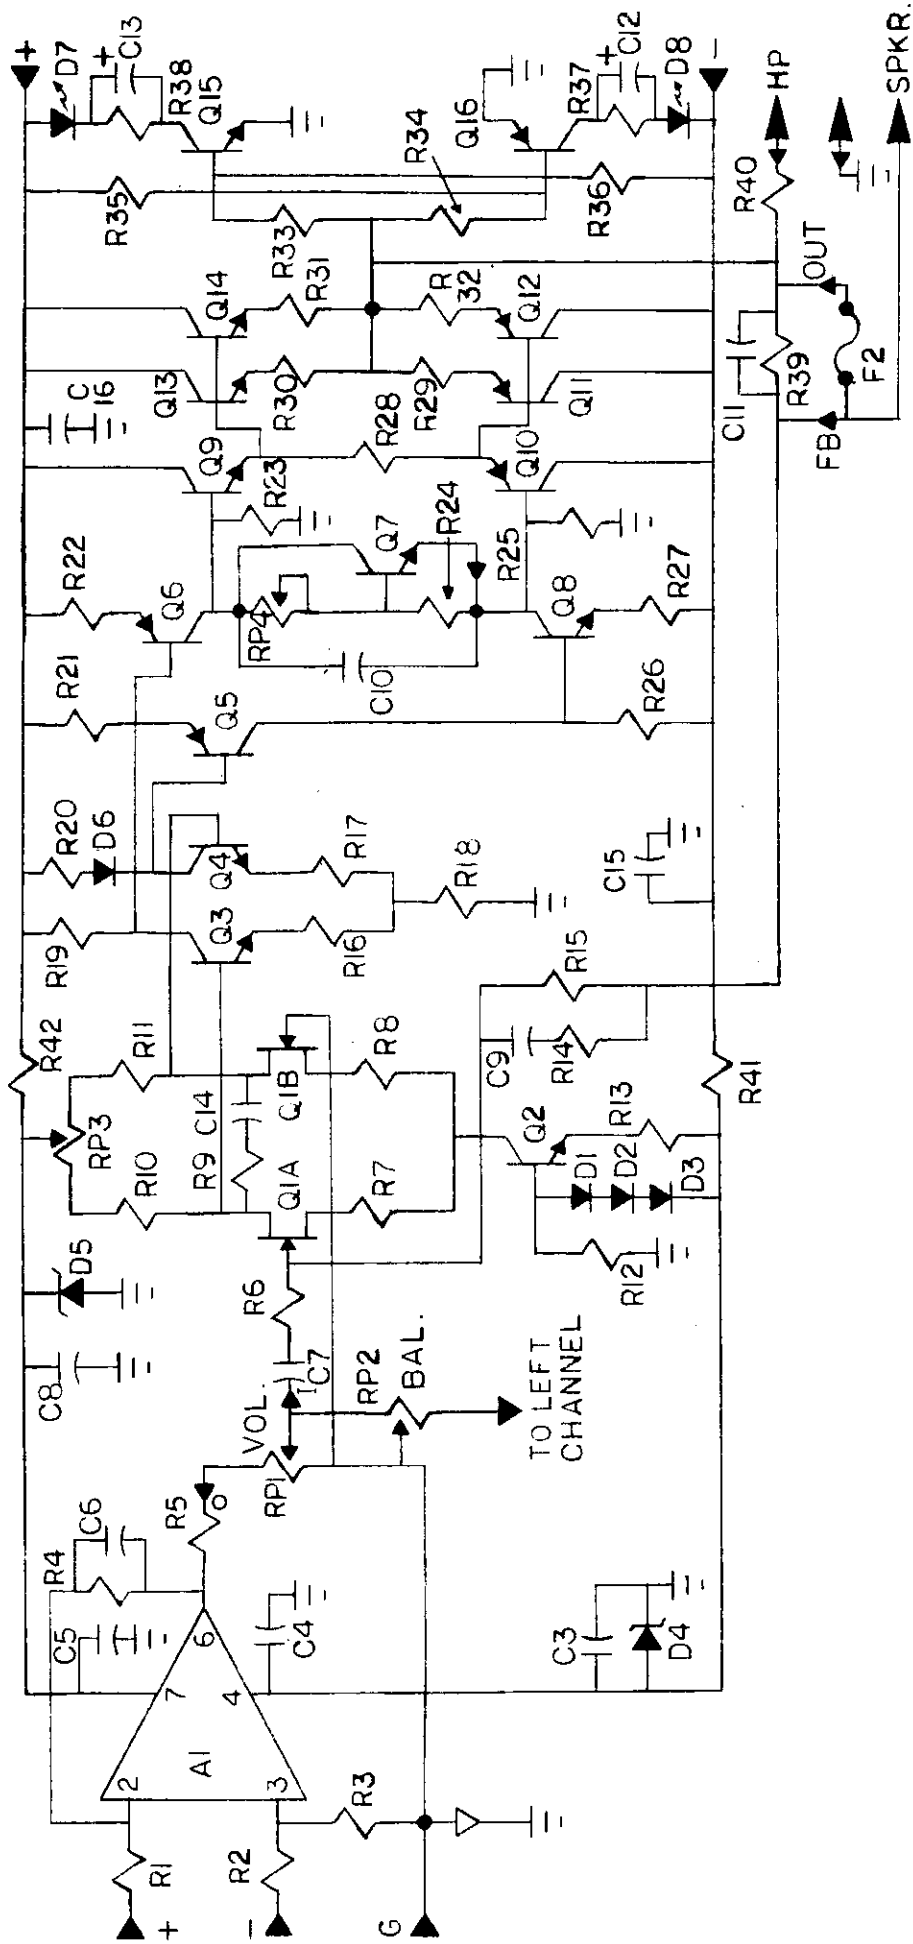 +
R1
2
A1
3
7
4
6
−
R2
R3
G
R4
C6
C5
C4
R5
O
VOL.
RP1
C7
RP2
BAL.
TO LEFT
CHANNEL
C3
D4
C8
D5
R6
RP3
R10
R11
R9
C14
Q1A
Q1B
R7
R8
R12
D1
D2
D3
Q2
R13
R42
R41
C9
R14
R15
R19
R20
D6
Q3
Q4
R16
R17
R18
C15
R21
Q5
R26
R22
Q6
RP4
C10
Q7
R24
R25
Q8
R27
R23
Q9
Q10
R28
C
16
Q13
Q14
R30
R31
R29
R
32
Q11
Q12
FB
C11
R39
F2
OUT
R40
HP
SPKR.
R35
R33
R34
R36
+
D7
+
C13
R38
Q15
Q16
R37
+
C12
D8
−